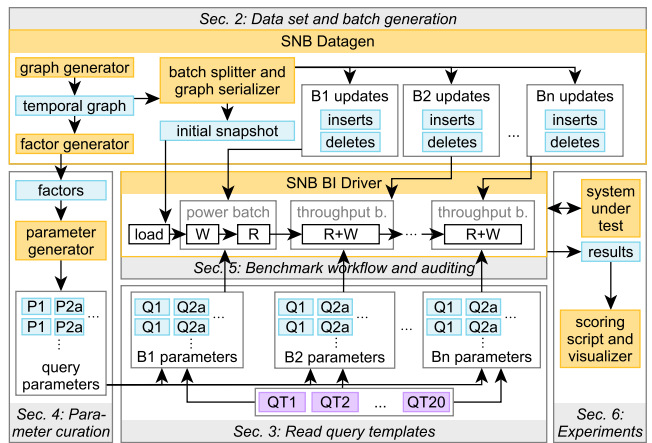 Sec. 2: Data set and batch generation
SNB Datagen
graph generator
temporal graph
factor generator
batch splitter and
graph serializer
initial snapshot
B1 updates
inserts
deletes
B2 updates
inserts
deletes
...
Bn updates
inserts
deletes
factors
parameter
generator
P1 P2a ...
P1 P2a
⋮
query
parameters
Sec. 4: Para-
meter curation
SNB BI Driver
load
power batch
W R
throughput b.
R+W
...
throughput b.
R+W
Sec. 5: Benchmark workflow and auditing
Q1 Q2a ...
Q1 Q2a
⋮
B1 parameters
Q1 Q2a ...
Q1 Q2a
⋮
B2 parameters
...
Q1 Q2a ...
Q1 Q2a
⋮
Bn parameters
QT1 QT2 ... QT20
Sec. 3: Read query templates
system
under
test
results
scoring
script and
visualizer
Sec. 6:
Experiments